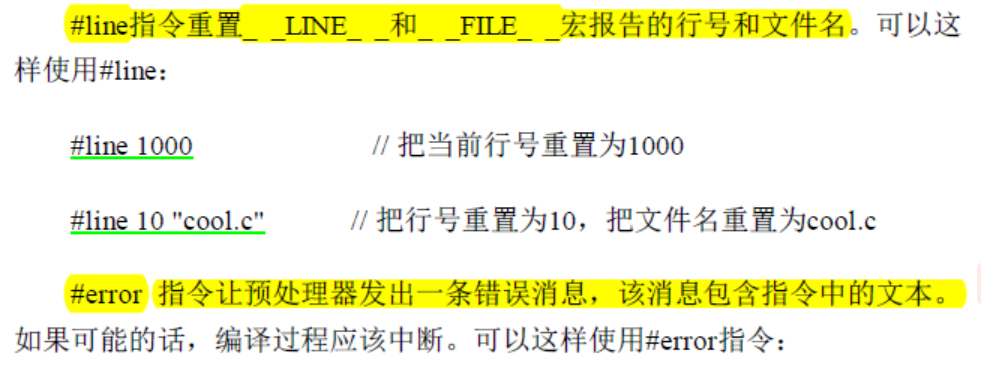 #line指令重置_ _LINE_ _和_ _FILE_ _宏报告的行号和文件名。可以这
样使用#line:
#line 1000 // 把当前行号重置为1000
#line 10 "cool.c" // 把行号重置为10，把文件名重置为cool.c
#error 指令让预处理器发出一条错误消息，该消息包含指令中的文本。
如果可能的话，编译过程应该中断。可以这样使用#error指令：